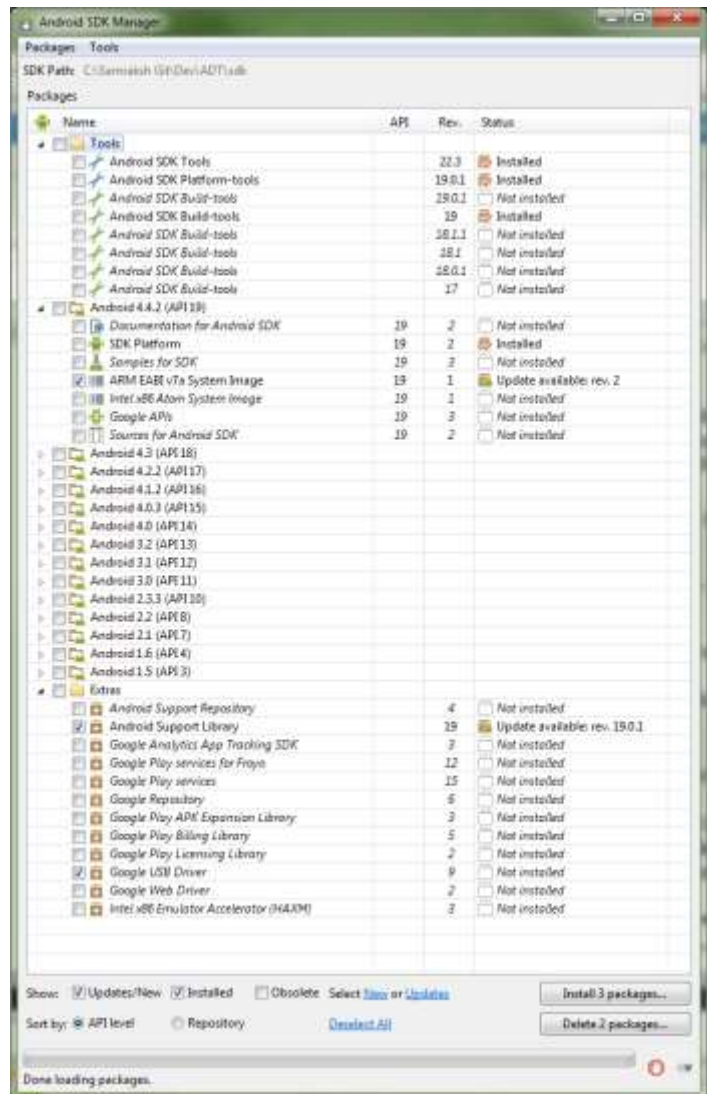 Android SDK Manager
Packages Tools
SDK Path:
Packages
Name API Rev. Status
Tools
Android SDK Tools 22.3 Installed
Android SDK Platform-tools 19.0.1 Installed
Android SDK Build-tools 19.0.1 Not installed
Android SDK Build-tools 19 Installed
Android SDK Build-tools 18.1.1 Not installed
Android SDK Build-tools 18.1 Not installed
Android SDK Build-tools 18.0.1 Not installed
Android SDK Build-tools 17 Not installed
Android 4.4.2 (API 19)
Documentation for Android SDK 19 2 Not installed
SDK Platform 19 2 Installed
Samples for SDK 19 3 Not installed
ARM EABI v7a System Image 19 1 Update available: rev. 2
Intel x86 Atom System Image 19 1 Not installed
Google APIs 19 3 Not installed
Sources for Android SDK 19 2 Not installed
Android 4.3 (API 18)
Android 4.2.2 (API 17)
Android 4.1.2 (API 16)
Android 4.0.3 (API 15)
Android 4.0 (API 14)
Android 3.2 (API 13)
Android 3.1 (API 12)
Android 3.0 (API 11)
Android 2.3.3 (API 10)
Android 2.2 (API 8)
Android 2.1 (API 7)
Android 1.6 (API 4)
Android 1.5 (API 3)
Extras
Android Support Repository 4 Not installed
Android Support Library 19 Update available: rev. 19.0.1
Google Analytics App Tracking SDK 3 Not installed
Google Play services for Froyo 12 Not installed
Google Play services 15 Not installed
Google Repository 6 Not installed
Google Play APK Expansion Library 3 Not installed
Google Play Billing Library 5 Not installed
Google Play Licensing Library 2 Not installed
Google USB Driver 9 Not installed
Google Web Driver 2 Not installed
Intel x86 Emulator Accelerator (HAXM) 3 Not installed
Show: Updates/New Installed Obsolete Select New or Updates Install 3 packages...
Sort by: API level Repository Deselect All Delete 2 packages...
Done loading packages.